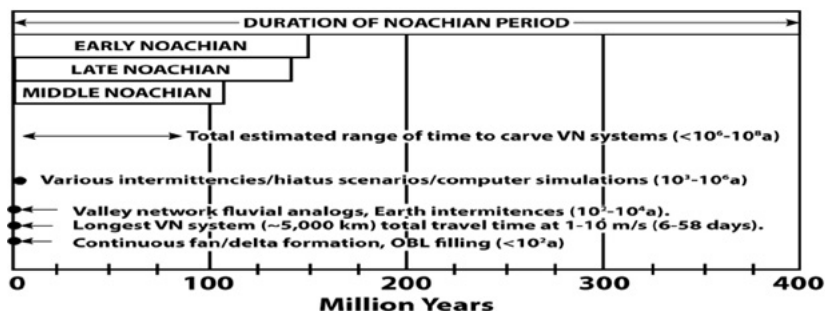 DURATION OF NOACHIAN PERIOD
EARLY NOACHIAN
LATE NOACHIAN
MIDDLE NOACHIAN
Total estimated range of time to carve VN systems (<10⁶-10⁸a)
Various intermittencies/hiatus scenarios/computer simulations (10³-10⁶a)
Valley network fluvial analogs, Earth intermitences (10²-10⁴a).
Longest VN system (~5,000 km) total travel time at 1-10 m/s (6-58 days).
Continuous fan/delta formation, OBL filling (<10²a)
0 100 200 300 400
Million Years